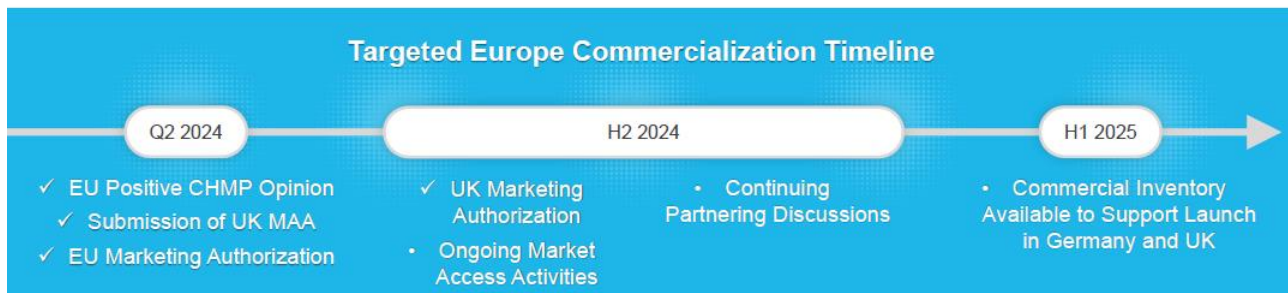 Targeted Europe Commercialization Timeline
Q2 2024
H2 2024
H1 2025
✓ EU Positive CHMP Opinion
✓ Submission of UK MAA
✓ EU Marketing Authorization
✓ UK Marketing
Authorization
• Ongoing Market
Access Activities
• Continuing
Partnering Discussions
• Commercial Inventory
Available to Support Launch
in Germany and UK